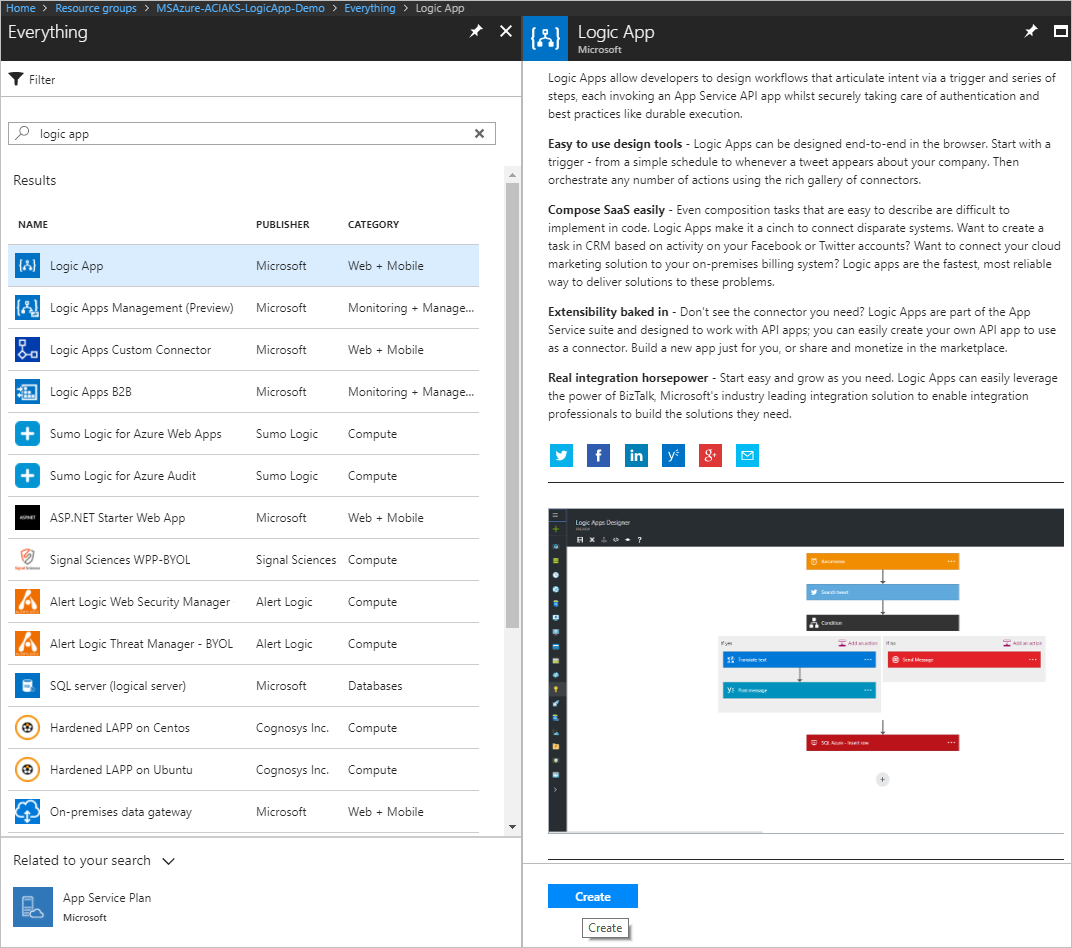 Home > Resource groups > MSAzure-ACIAKS-LogicApp-Demo > Everything > Logic App
Everything
Filter
logic app
Results
NAME PUBLISHER CATEGORY
Logic App Microsoft Web + Mobile
Logic Apps Management (Preview) Microsoft Monitoring + Manage...
Logic Apps Custom Connector Microsoft Web + Mobile
Logic Apps B2B Microsoft Monitoring + Manage...
Sumo Logic for Azure Web Apps Sumo Logic Compute
Sumo Logic for Azure Audit Sumo Logic Compute
ASP.NET Starter Web App Microsoft Web + Mobile
Signal Sciences WPP-BYOL Signal Sciences Compute
Alert Logic Web Security Manager Alert Logic Compute
Alert Logic Threat Manager - BYOL Alert Logic Compute
SQL server (logical server) Microsoft Databases
Hardened LAPP on Centos Cognosys Inc. Compute
Hardened LAPP on Ubuntu Cognosys Inc. Compute
On-premises data gateway Microsoft Web + Mobile
Related to your search
App Service Plan
Microsoft
Logic App
Microsoft
Logic Apps allow developers to design workflows that articulate intent via a trigger and series of
steps, each invoking an App Service API app whilst securely taking care of authentication and
best practices like durable execution.
Easy to use design tools - Logic Apps can be designed end-to-end in the browser. Start with a
trigger - from a simple schedule to whenever a tweet appears about your company. Then
orchestrate any number of actions using the rich gallery of connectors.
Compose SaaS easily - Even composition tasks that are easy to describe are difficult to
implement in code. Logic Apps make it a cinch to connect disparate systems. Want to create a
task in CRM based on activity on your Facebook or Twitter accounts? Want to connect your cloud
marketing solution to your on-premises billing system? Logic apps are the fastest, most reliable
way to deliver solutions to these problems.
Extensibility baked in - Don't see the connector you need? Logic Apps are part of the App
Service suite and designed to work with API apps; you can easily create your own API app to use
as a connector. Build a new app just for you, or share and monetize in the marketplace.
Real integration horsepower - Start easy and grow as you need. Logic Apps can easily leverage
the power of BizTalk, Microsoft's industry leading integration solution to enable integration
professionals to build the solutions they need.
Logic Apps Designer
Recurrence
Search tweet
Condition
If yes Add an action If no Add an action
Translate text Send Message
Post message
SQL Azure - Insert row
Create
Create